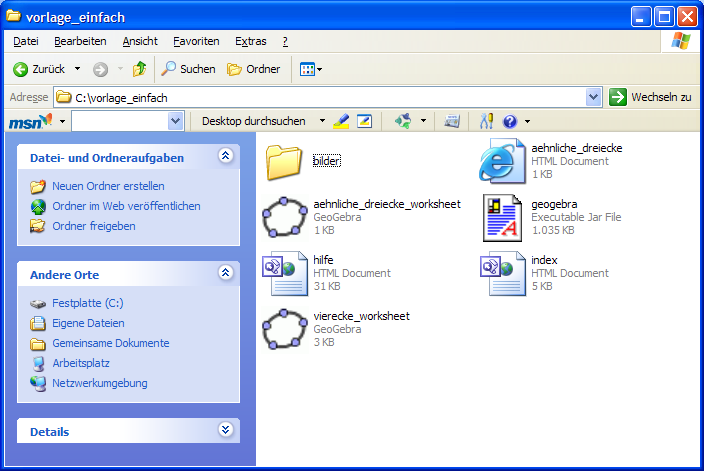 vorlage_einfach
Datei Bearbeiten Ansicht Favoriten Extras ?
Zurück Suchen Ordner
Adresse C:\vorlage_einfach Wechseln zu
msn Desktop durchsuchen
Datei- und Ordneraufgaben
Neuen Ordner erstellen
Ordner im Web veröffentlichen
Ordner freigeben
Andere Orte
Festplatte (C:)
Eigene Dateien
Gemeinsame Dokumente
Arbeitsplatz
Netzwerkumgebung
Details
bilder
aehnliche_dreiecke
HTML Document
1 KB
aehnliche_dreiecke_worksheet
GeoGebra
1 KB
geogebra
Executable Jar File
1.035 KB
hilfe
HTML Document
31 KB
index
HTML Document
5 KB
vierecke_worksheet
GeoGebra
3 KB